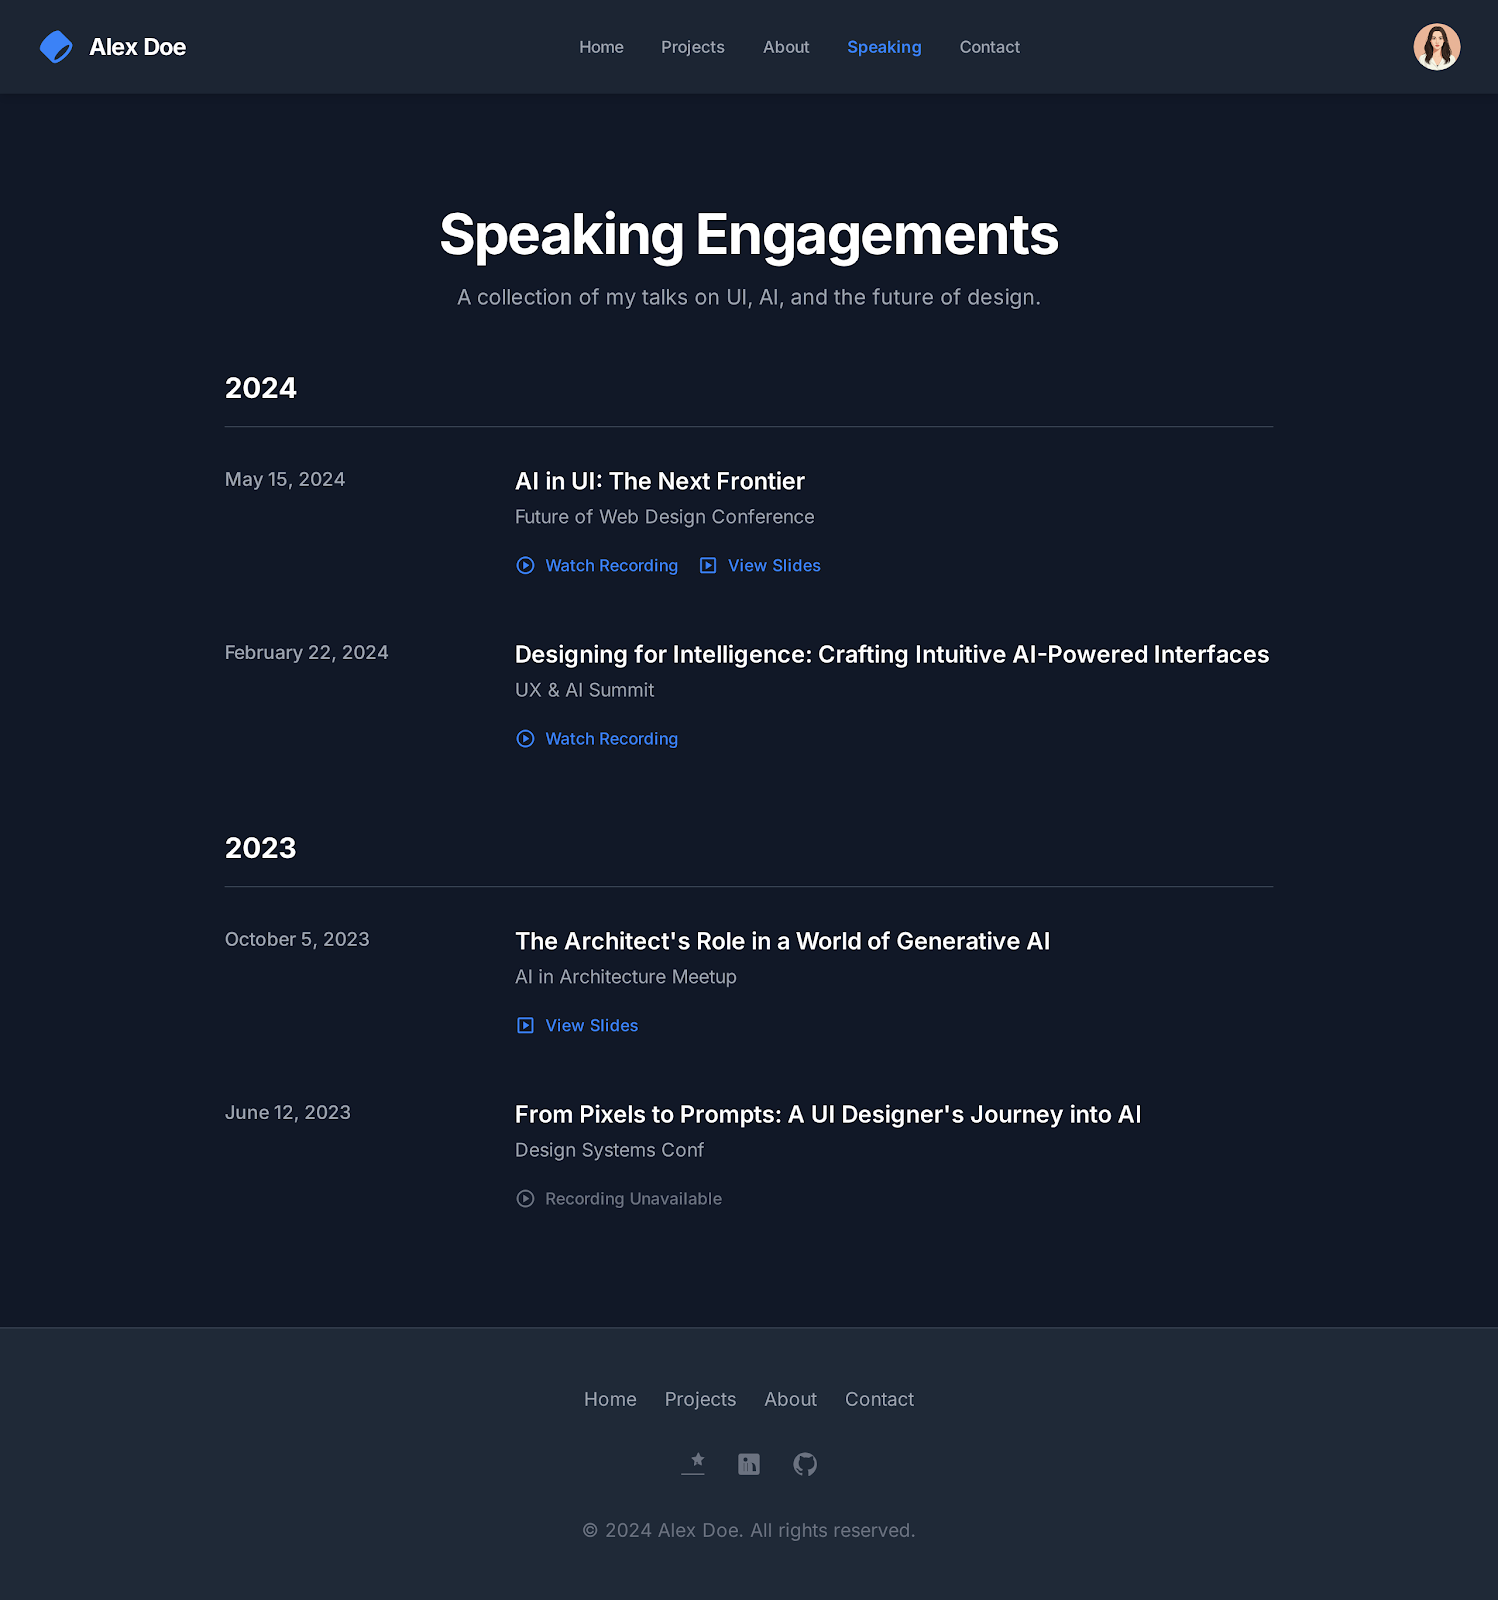 Alex Doe
Home Projects About Speaking Contact
Speaking Engagements
A collection of my talks on UI, AI, and the future of design.
2024
May 15, 2024
AI in UI: The Next Frontier
Future of Web Design Conference
Watch Recording View Slides
February 22, 2024
Designing for Intelligence: Crafting Intuitive AI-Powered Interfaces
UX & AI Summit
Watch Recording
2023
October 5, 2023
The Architect's Role in a World of Generative AI
AI in Architecture Meetup
View Slides
June 12, 2023
From Pixels to Prompts: A UI Designer's Journey into AI
Design Systems Conf
Recording Unavailable
Home Projects About Contact
© 2024 Alex Doe. All rights reserved.